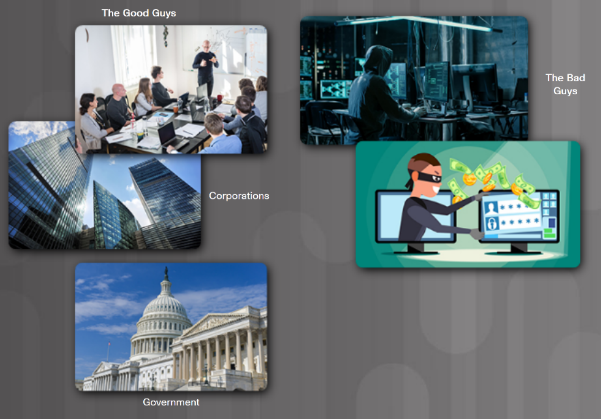 The Good Guys
The Bad
Guys
Corporations
Government